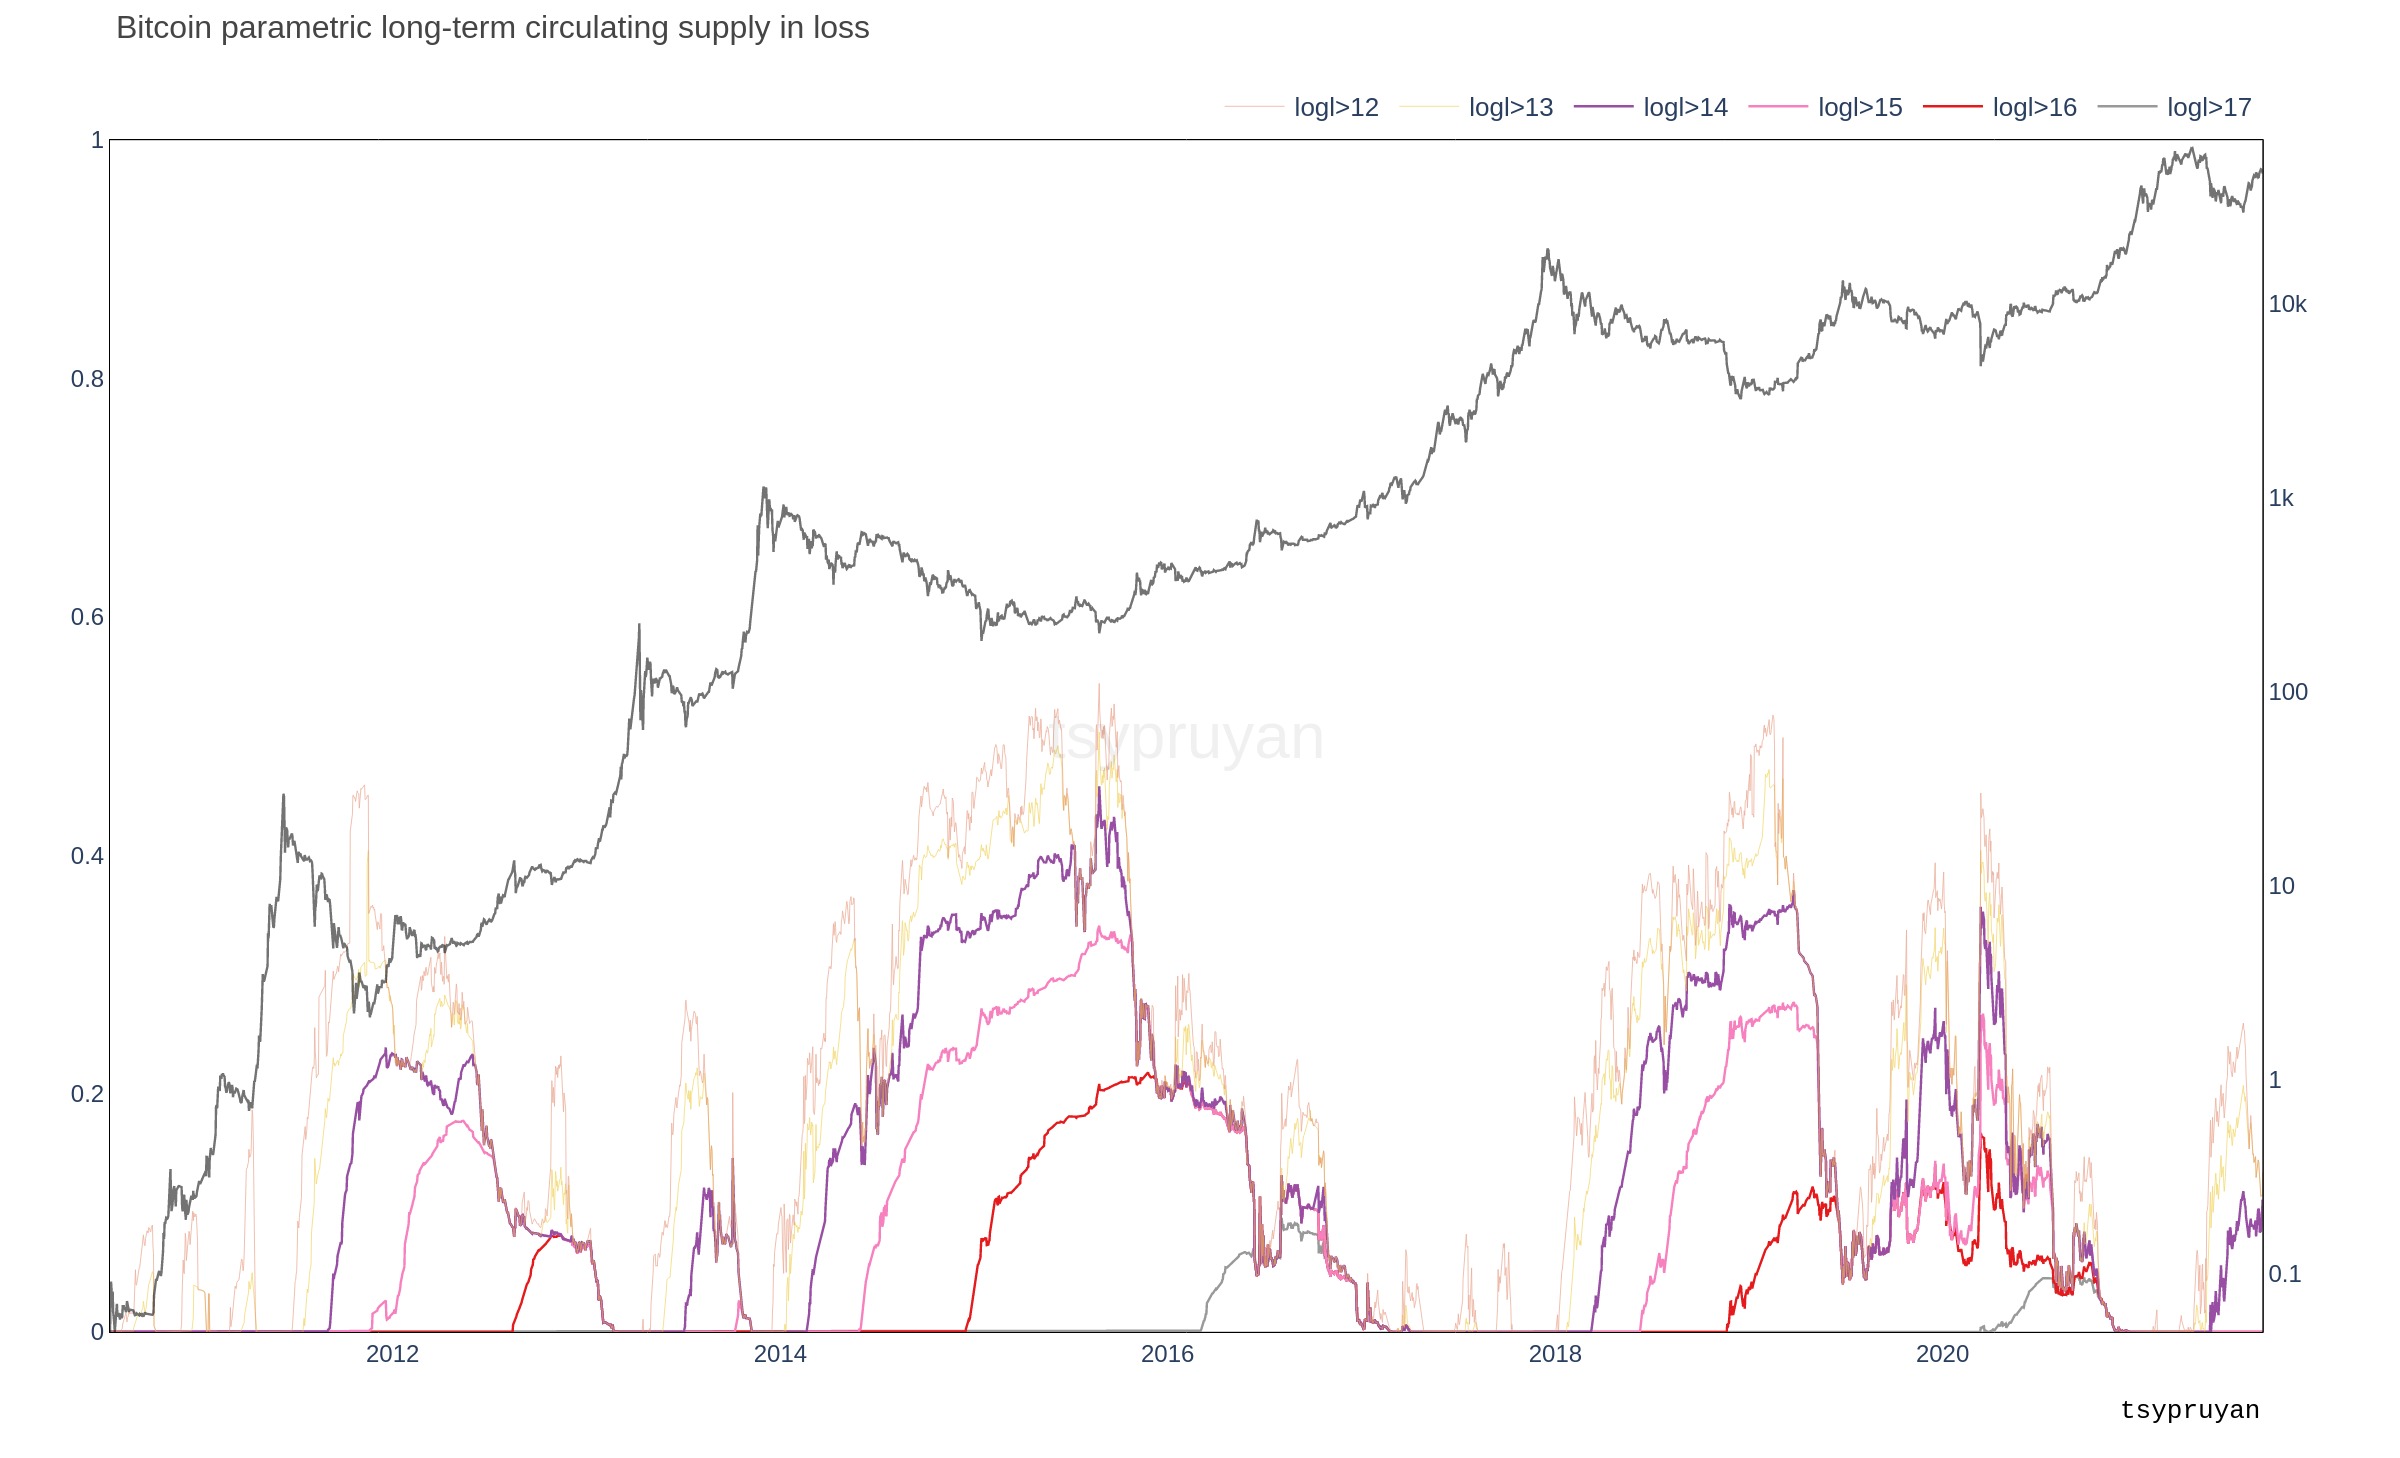 Bitcoin parametric long-term circulating supply in loss
logl>12 logl>13 logl>14 logl>15 logl>16 logl>17
1
0.8
0.6
0.4
0.2
0
10k
1k
100
10
1
0.1
tsypruyan
2012 2014 2016 2018 2020
tsypruyan